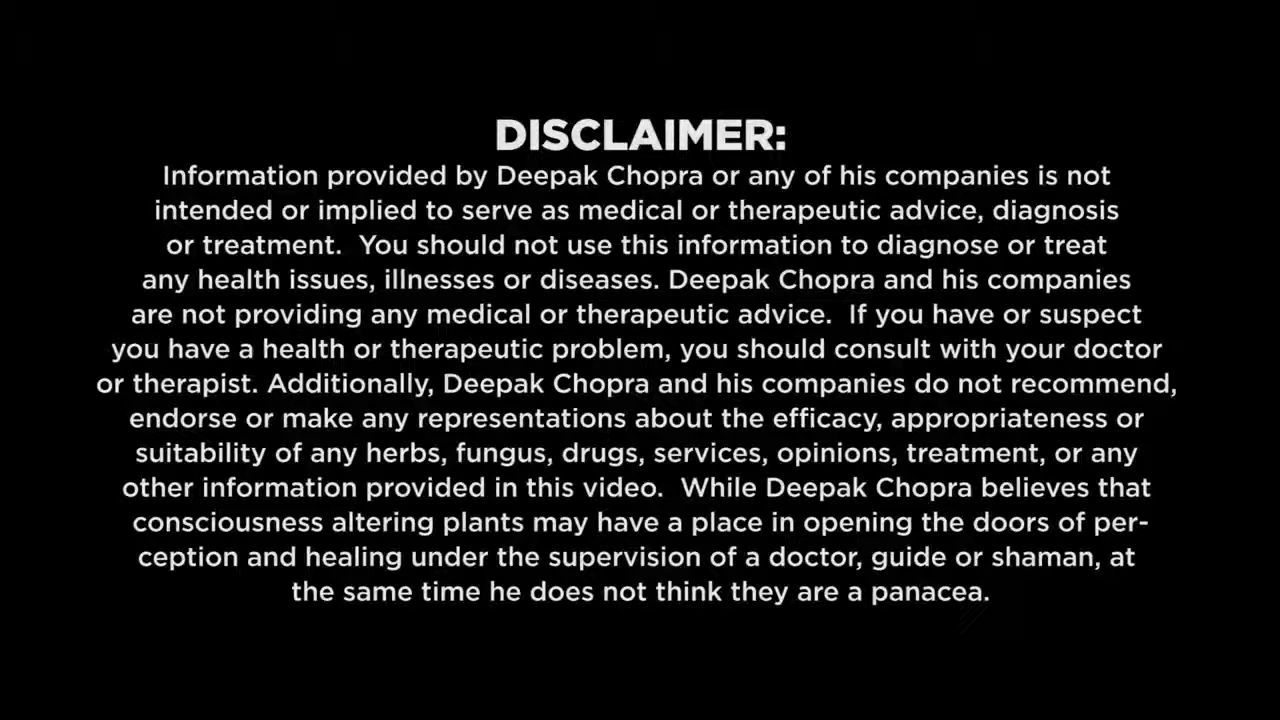 DISCLAIMER:
Information provided by Deepak Chopra or any of his companies is not
intended or implied to serve as medical or therapeutic advice, diagnosis
or treatment.  You should not use this information to diagnose or treat
any health issues, illnesses or diseases. Deepak Chopra and his companies
are not providing any medical or therapeutic advice.  If you have or suspect
you have a health or therapeutic problem, you should consult with your doctor
or therapist. Additionally, Deepak Chopra and his companies do not recommend,
endorse or make any representations about the efficacy, appropriateness or
suitability of any herbs, fungus, drugs, services, opinions, treatment, or any
other information provided in this video.  While Deepak Chopra believes that
consciousness altering plants may have a place in opening the doors of per-
ception and healing under the supervision of a doctor, guide or shaman, at
the same time he does not think they are a panacea.